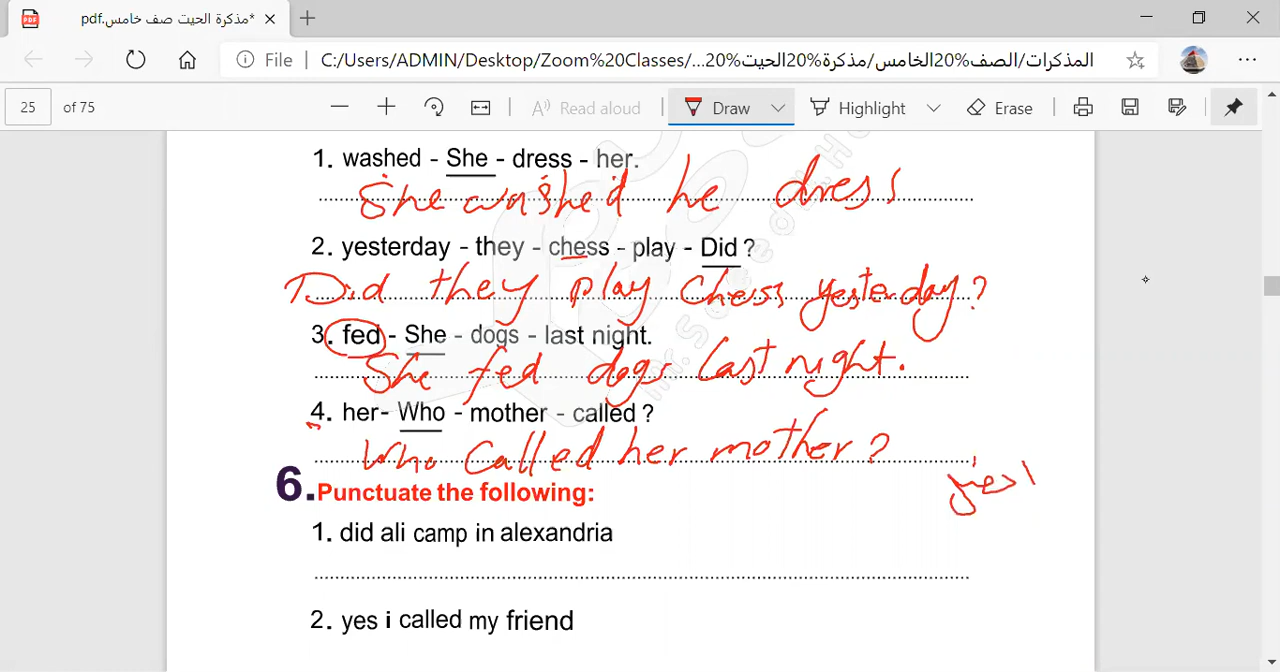 *مذكرة الحيت صف خامس.pdf
File C:/Users/ADMIN/Desktop/Zoom%20Classes/...المذكرات/الصف%20الخامس/مذكرة%20الحيت%20
25 of 75 Read aloud Draw Highlight Erase
1. washed - She - dress - her.
She washed he dress
2. yesterday - they - chess - play - Did ?
Did they play chess yesterday?
3. fed - She - dogs - last night.
She fed dogs last night.
4. her- Who - mother - called ?
Who called her mother?
6. Punctuate the following:
1. did ali camp in alexandria
2. yes i called my friend